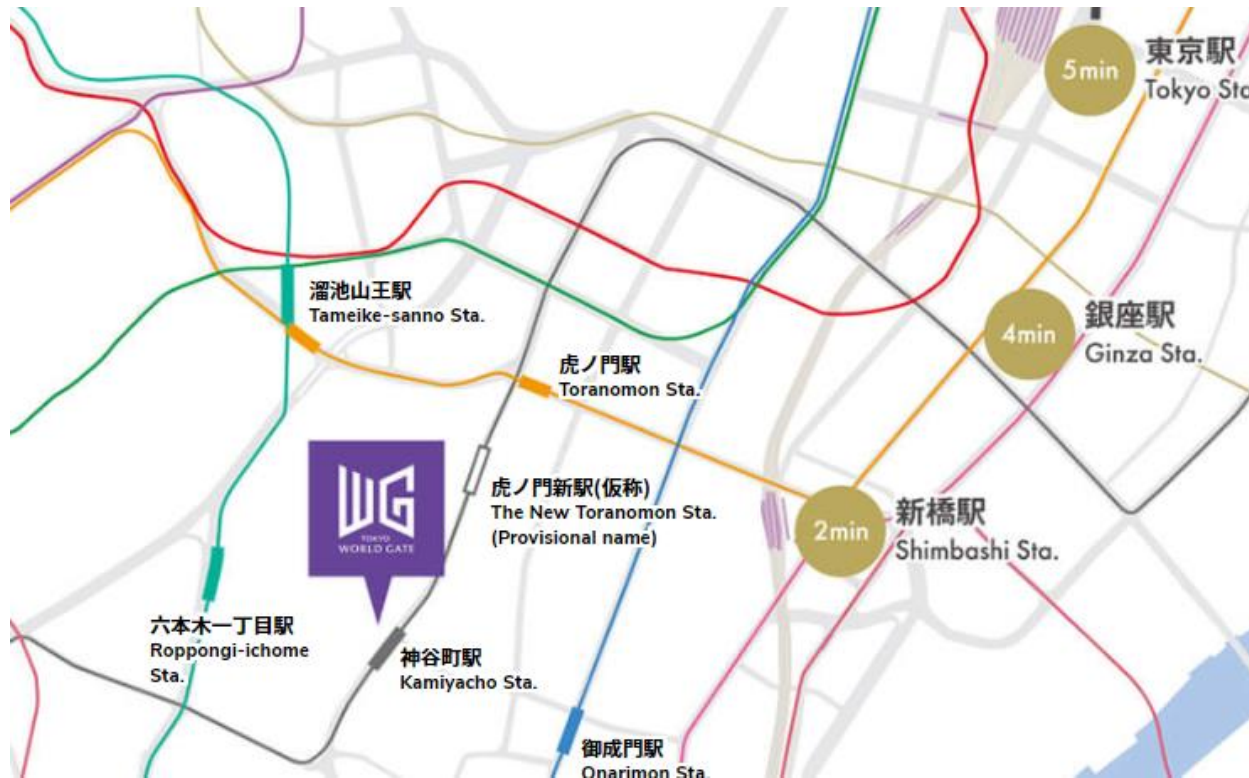 5min
東京駅
Tokyo Sta
溜池山王駅
Tameike-sanno Sta.
4min
銀座駅
Ginza Sta.
虎ノ門駅
Toranomon Sta.
WG
TOKYO
WORLD GATE
虎ノ門新駅(仮称)
The New Toranomon Sta.
(Provisional name)
2min
新橋駅
Shimbashi Sta.
六本木一丁目駅
Roppongi-ichome
Sta.
神谷町駅
Kamiyacho Sta.
御成門駅
Onarimon Sta.